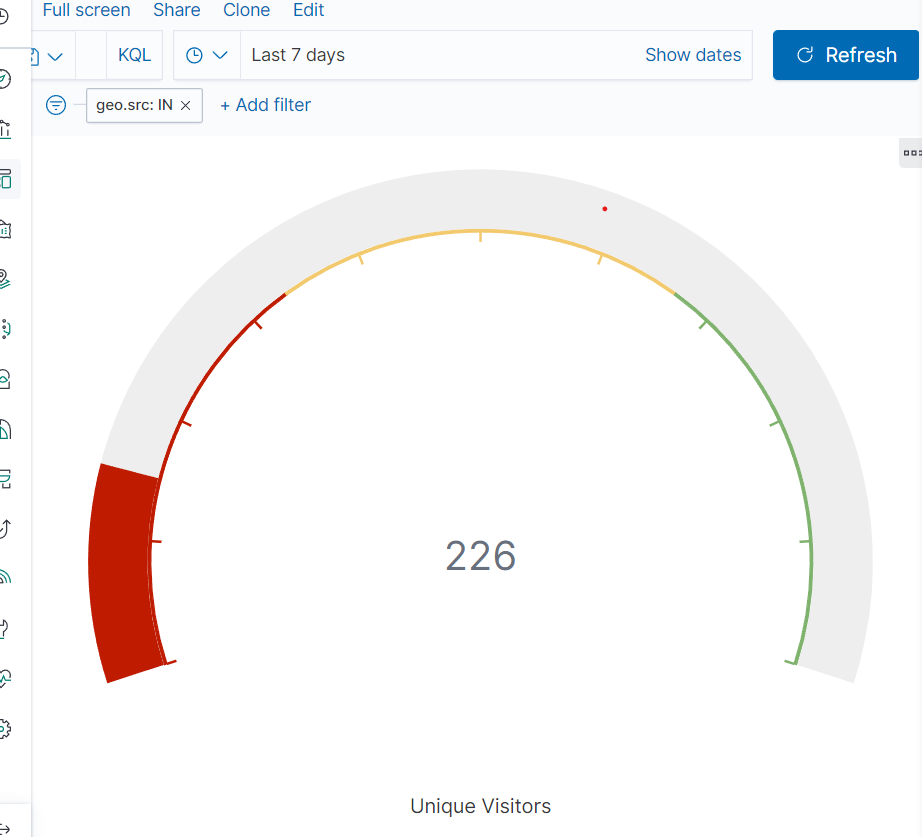 Full screen Share Clone Edit
KQL Last 7 days Show dates Refresh
geo.src: IN × + Add filter
226
Unique Visitors